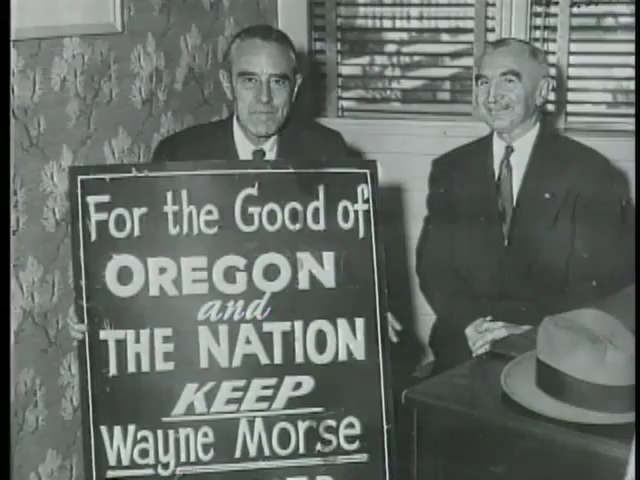 For the Good of
OREGON
and
THE NATION
KEEP
Wayne Morse